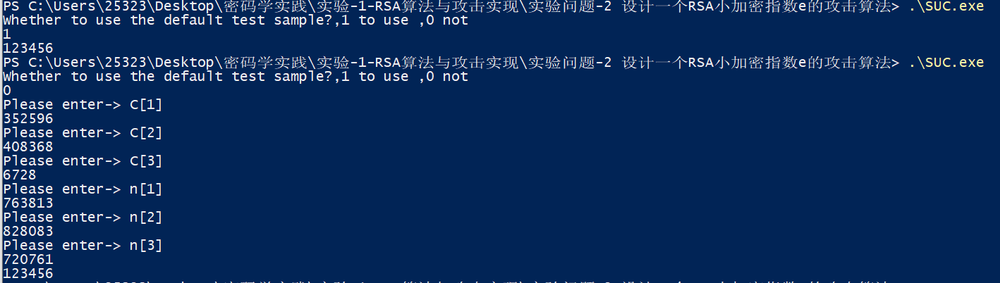 PS C:\Users\25323\Desktop\密码学实践\实验-1-RSA算法与攻击实现\实验问题-2 设计一个RSA小加密指数e的攻击算法> .\SUC.exe
Whether to use the default test sample?,1 to use ,0 not
1
123456
PS C:\Users\25323\Desktop\密码学实践\实验-1-RSA算法与攻击实现\实验问题-2 设计一个RSA小加密指数e的攻击算法> .\SUC.exe
Whether to use the default test sample?,1 to use ,0 not
0
Please enter-> C[1]
352596
Please enter-> C[2]
408368
Please enter-> C[3]
6728
Please enter-> n[1]
763813
Please enter-> n[2]
828083
Please enter-> n[3]
720761
123456